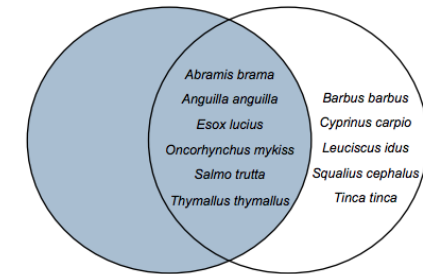 Abramis brama
Anguilla anguilla
Esox lucius
Oncorhynchus mykiss
Salmo trutta
Thymallus thymallus
Barbus barbus
Cyprinus carpio
Leuciscus idus
Squalius cephalus
Tinca tinca